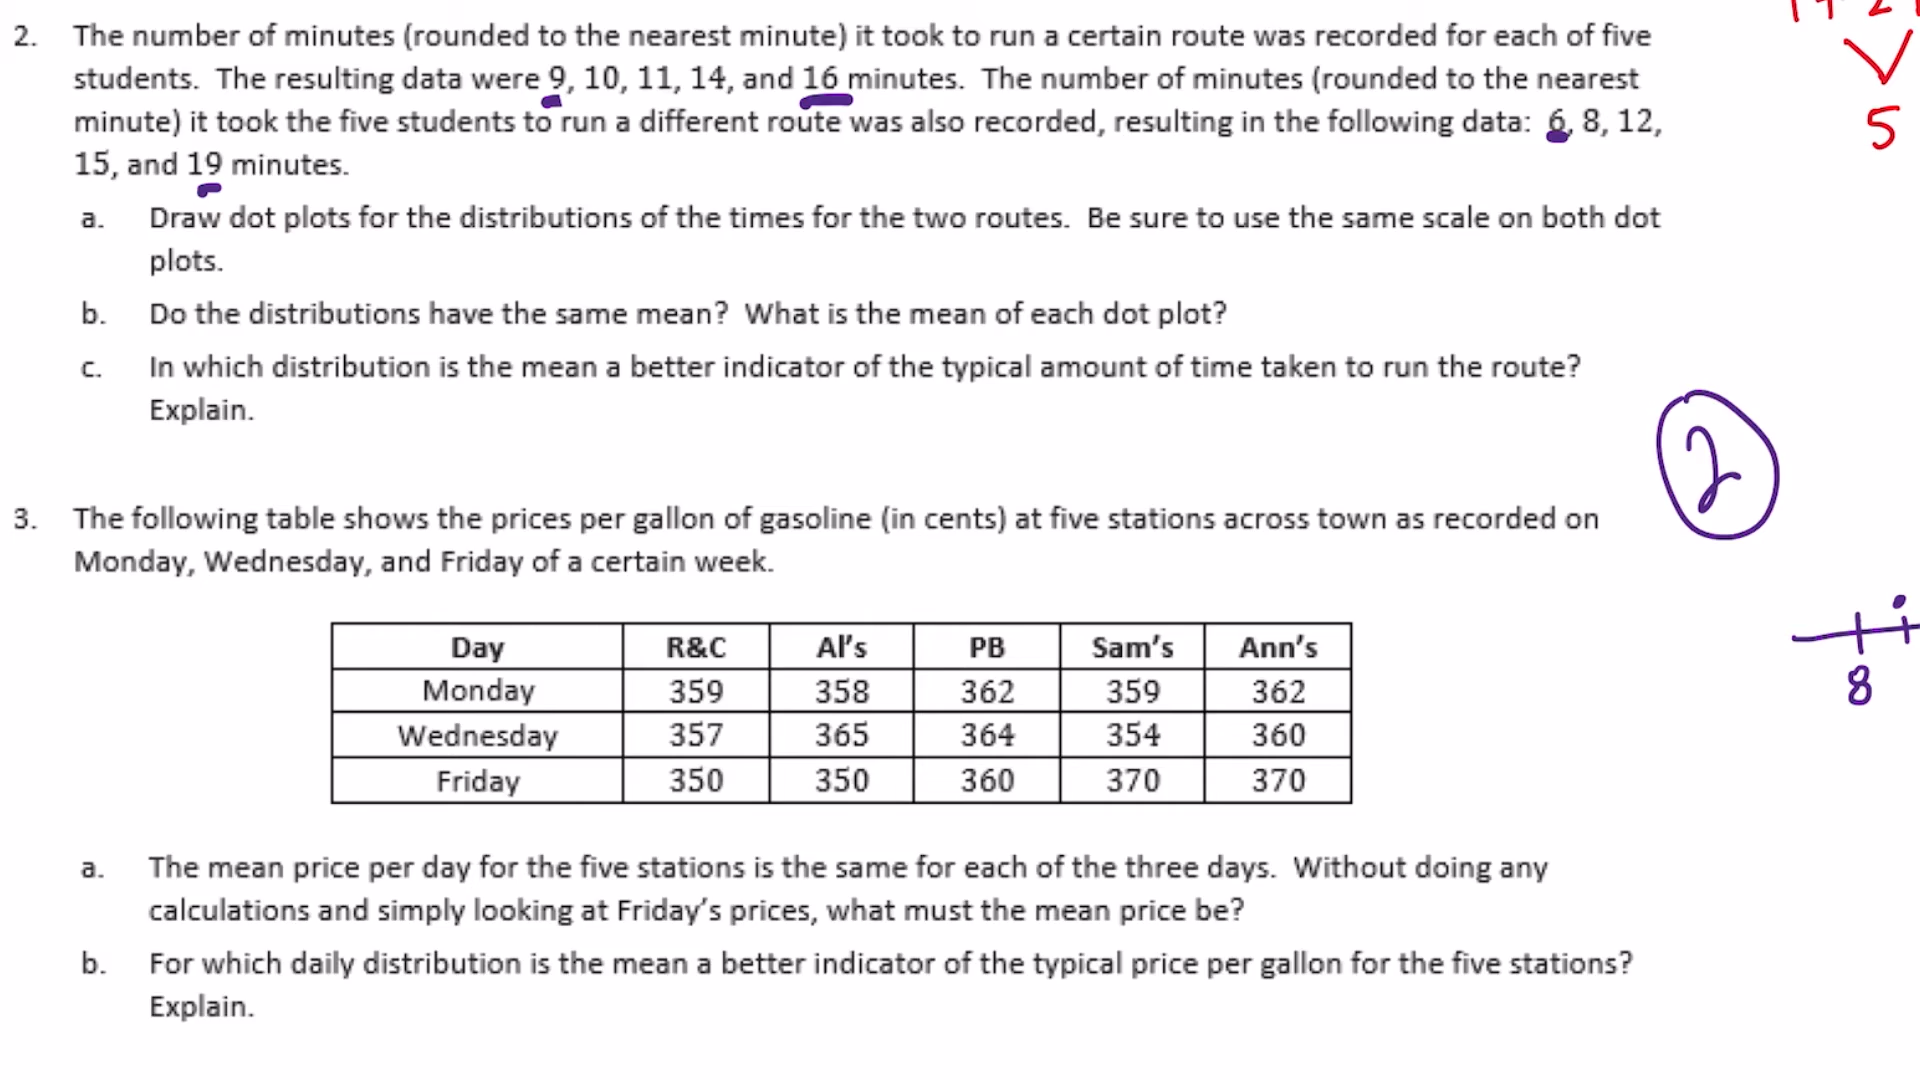 2. The number of minutes (rounded to the nearest minute) it took to run a certain route was recorded for each of five
students. The resulting data were 9, 10, 11, 14, and 16 minutes. The number of minutes (rounded to the nearest
minute) it took the five students to run a different route was also recorded, resulting in the following data: 6, 8, 12,
15, and 19 minutes.
5
a. Draw dot plots for the distributions of the times for the two routes. Be sure to use the same scale on both dot
plots.
b. Do the distributions have the same mean? What is the mean of each dot plot?
c. In which distribution is the mean a better indicator of the typical amount of time taken to run the route?
Explain.
2
3. The following table shows the prices per gallon of gasoline (in cents) at five stations across town as recorded on
Monday, Wednesday, and Friday of a certain week.
Day R&C Al's PB Sam's Ann's
Monday 359 358 362 359 362
Wednesday 357 365 364 354 360
Friday 350 350 360 370 370
8
a. The mean price per day for the five stations is the same for each of the three days. Without doing any
calculations and simply looking at Friday's prices, what must the mean price be?
b. For which daily distribution is the mean a better indicator of the typical price per gallon for the five stations?
Explain.